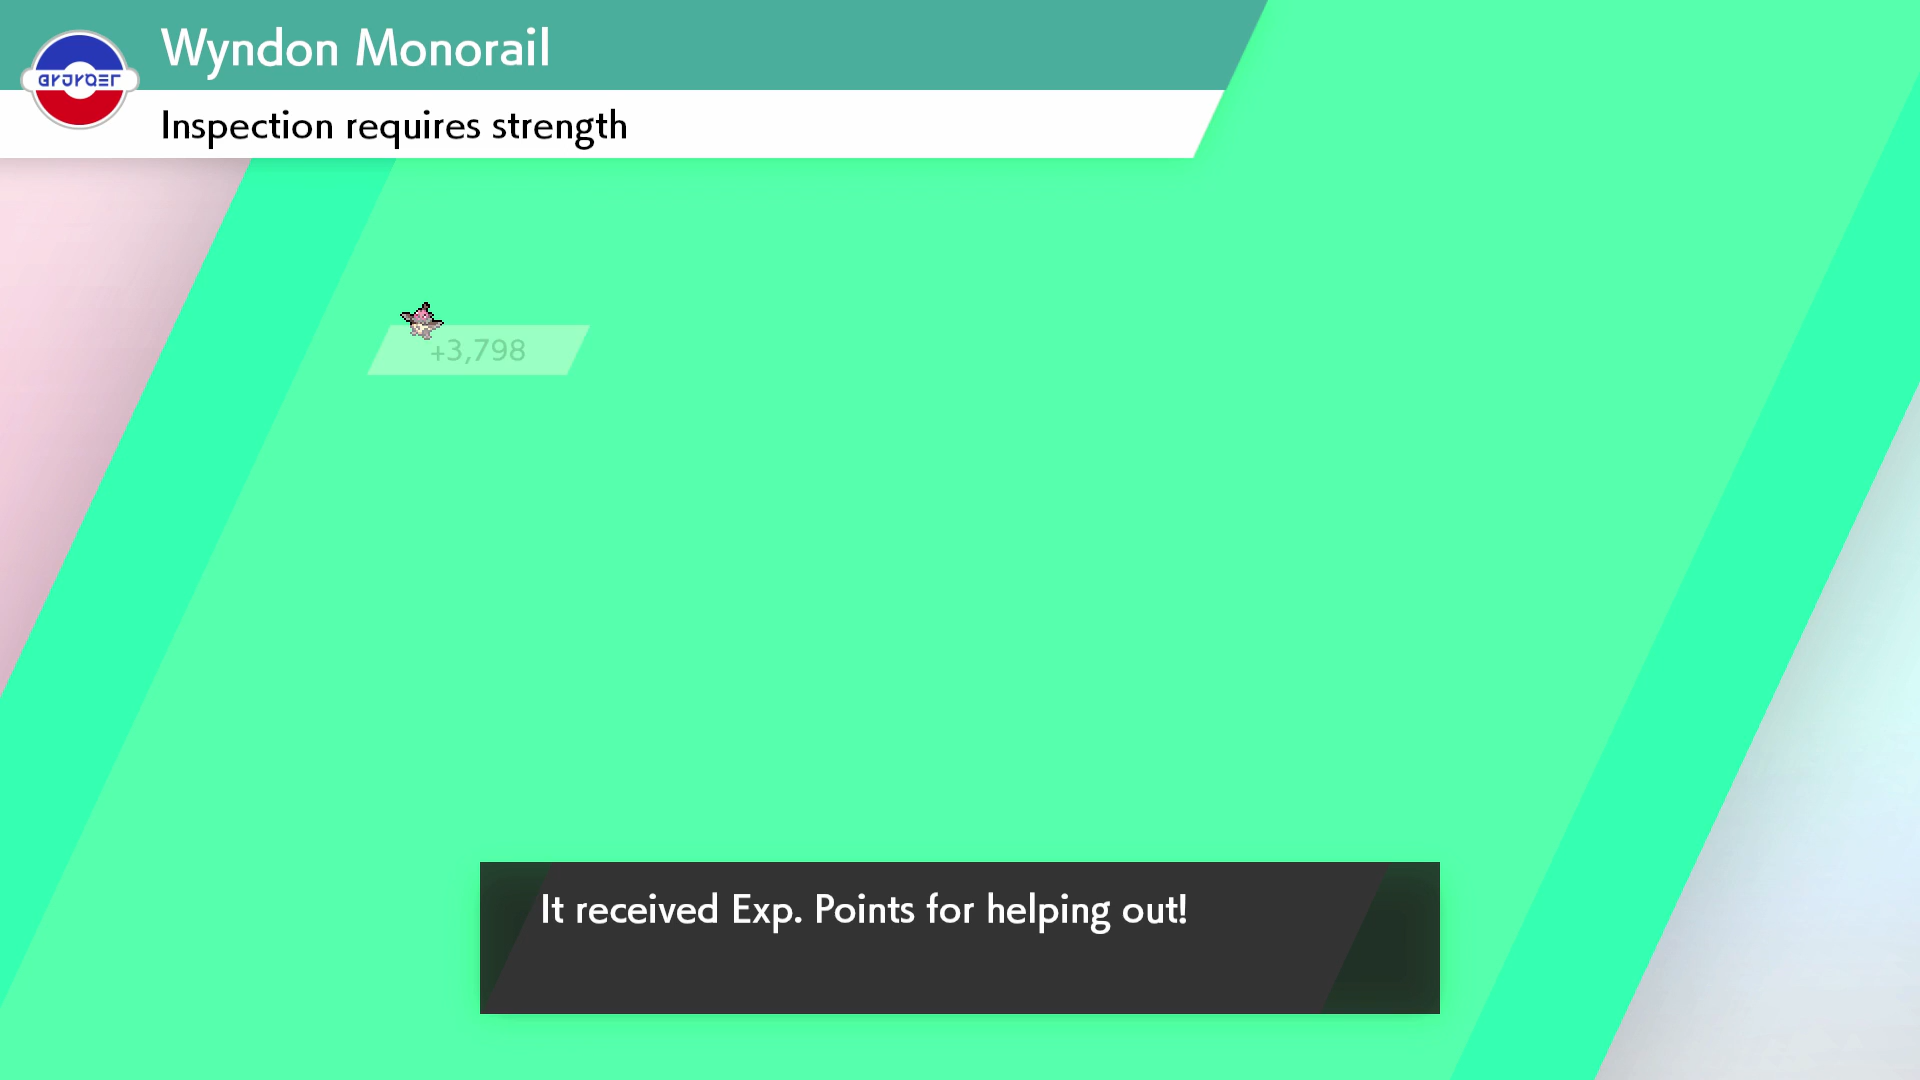 Wyndon Monorail
Inspection requires strength
+3,798
It received Exp. Points for helping out!